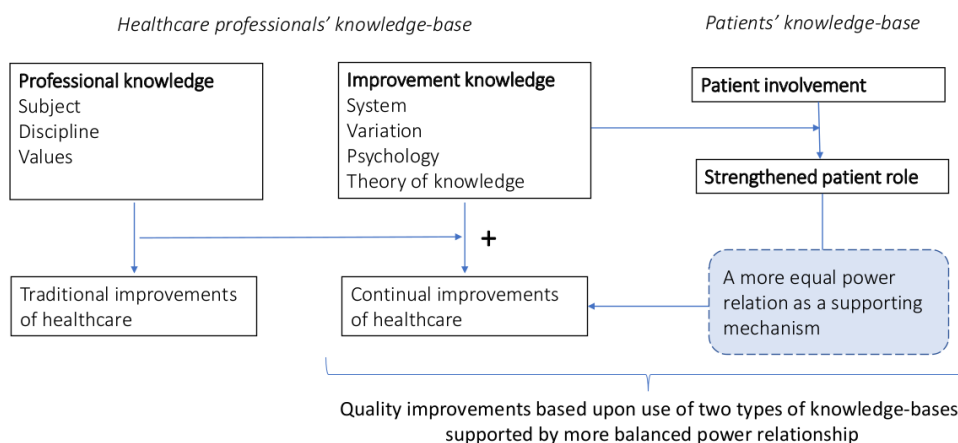 Healthcare professionals’ knowledge-base
Patients’ knowledge-base
Professional knowledge
Subject
Discipline
Values
Improvement knowledge
System
Variation
Psychology
Theory of knowledge
Patient involvement
Strengthened patient role
+
Traditional improvements
of healthcare
Continual improvements
of healthcare
A more equal power
relation as a supporting
mechanism
Quality improvements based upon use of two types of knowledge-bases
supported by more balanced power relationship